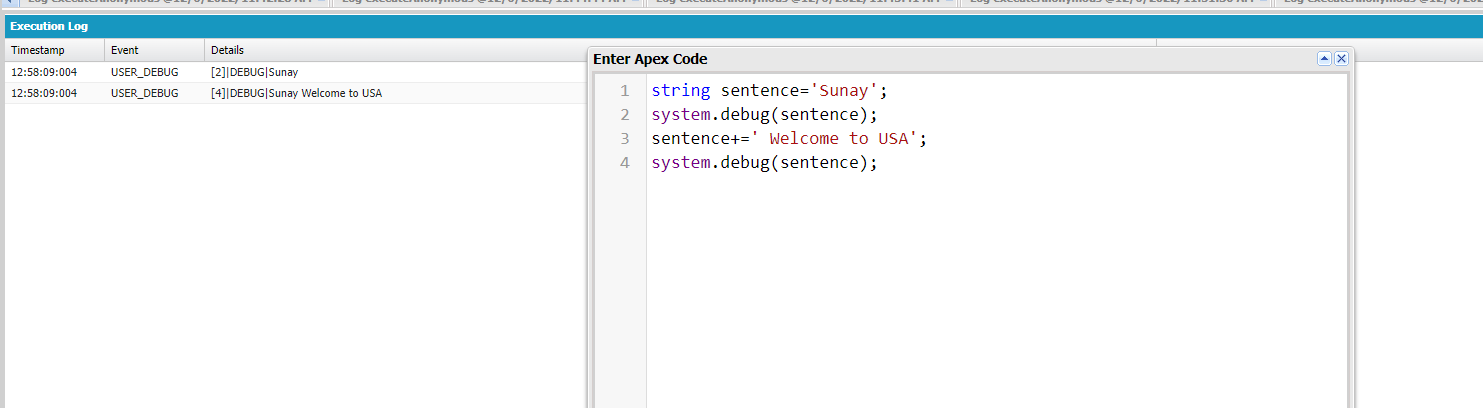 Execution Log
Timestamp Event Details
12:58:09:004 USER_DEBUG [2]|DEBUG|Sunay
12:58:09:004 USER_DEBUG [4]|DEBUG|Sunay Welcome to USA
Enter Apex Code
1 string sentence='Sunay';
2 system.debug(sentence);
3 sentence+=' Welcome to USA';
4 system.debug(sentence);